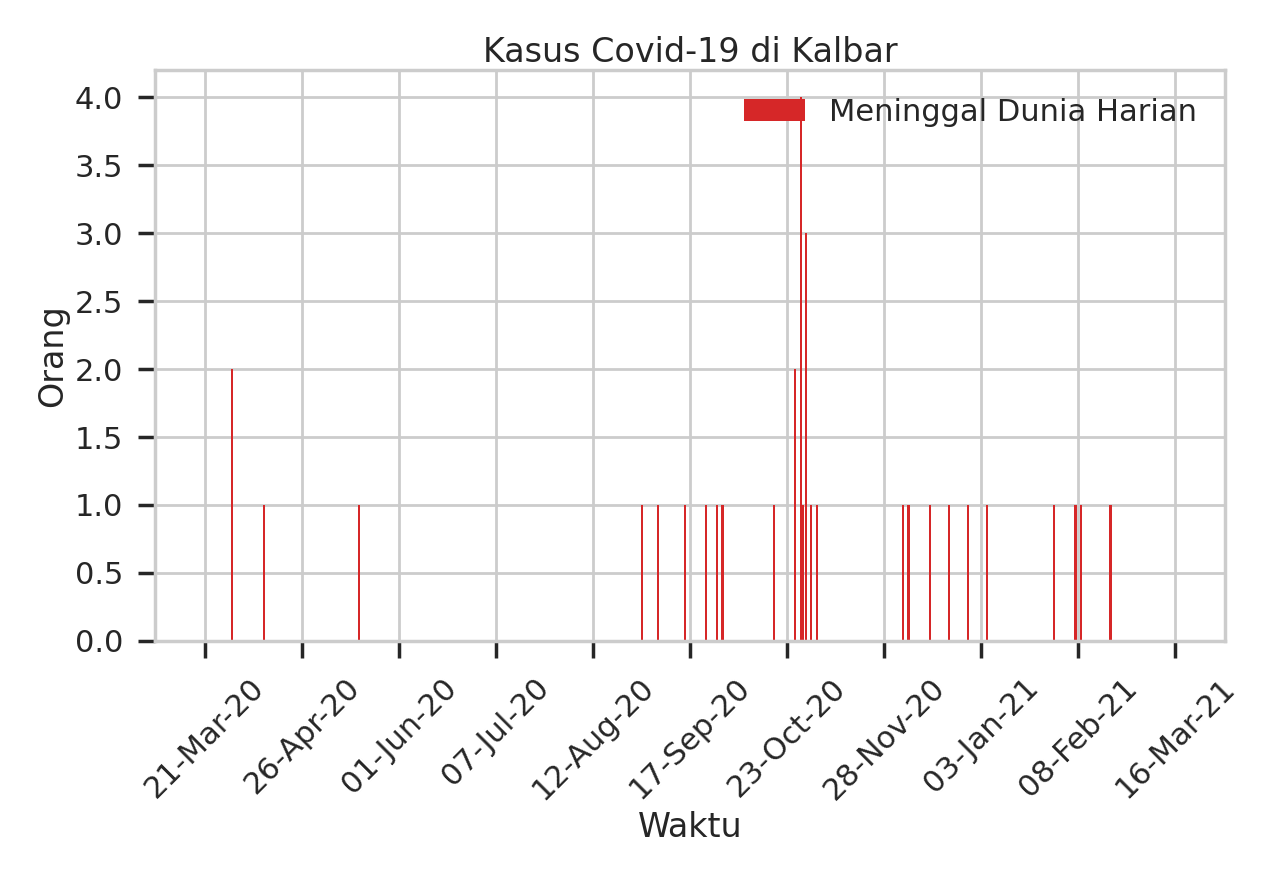 Kasus Covid-19 di Kalbar
Meninggal Dunia Harian
4.0
3.5
3.0
2.5
2.0
1.5
1.0
0.5
0.0
Orang
21-Mar-20
26-Apr-20
01-Jun-20
07-Jul-20
12-Aug-20
17-Sep-20
23-Oct-20
28-Nov-20
03-Jan-21
08-Feb-21
16-Mar-21
Waktu